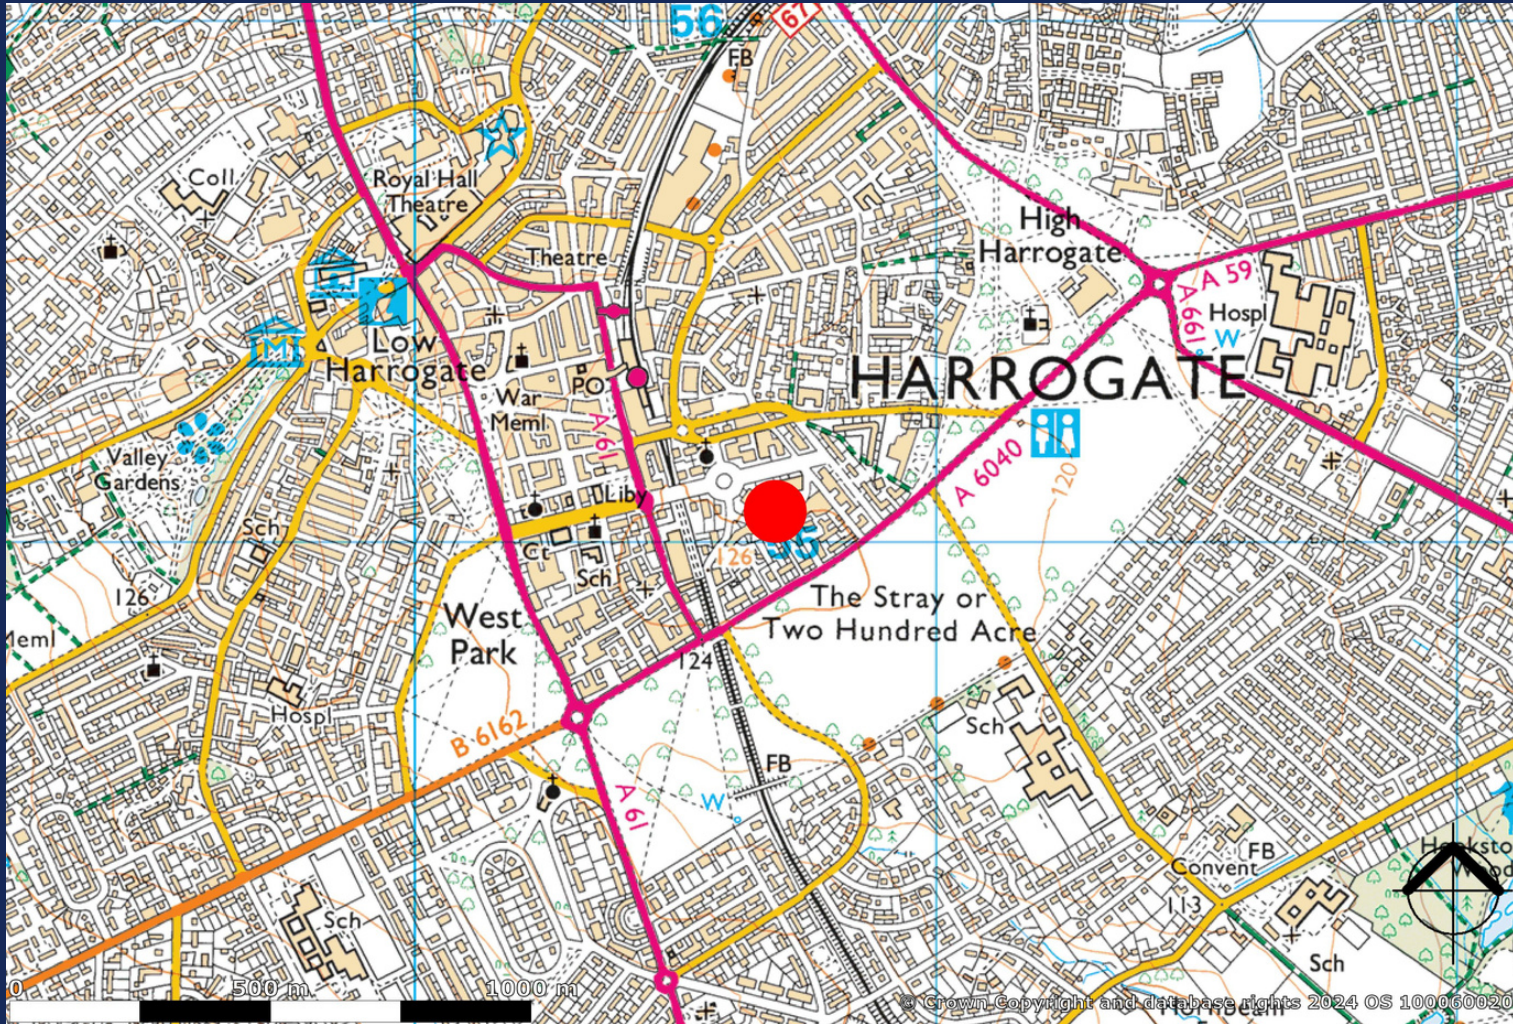 56
67
FB
Coll
Royal Hall
Theatre
High
Harrogate
Theatre
A 59
A 661
Hospl
W
Low
Harrogate
HARROGATE
PO
War
Meml
A 61
Valley
Gardens
A 6040
120
Liby
Sch
Ct
126
Sch
126
The Stray or
Two Hundred Acre
West
Park
Meml
124
Hospl
Sch
B 6162
FB
W
A 61
FB
Convent
113
Sch
Sch
0
500 m
1000 m
© Crown Copyright and database rights 2024 OS 100060020